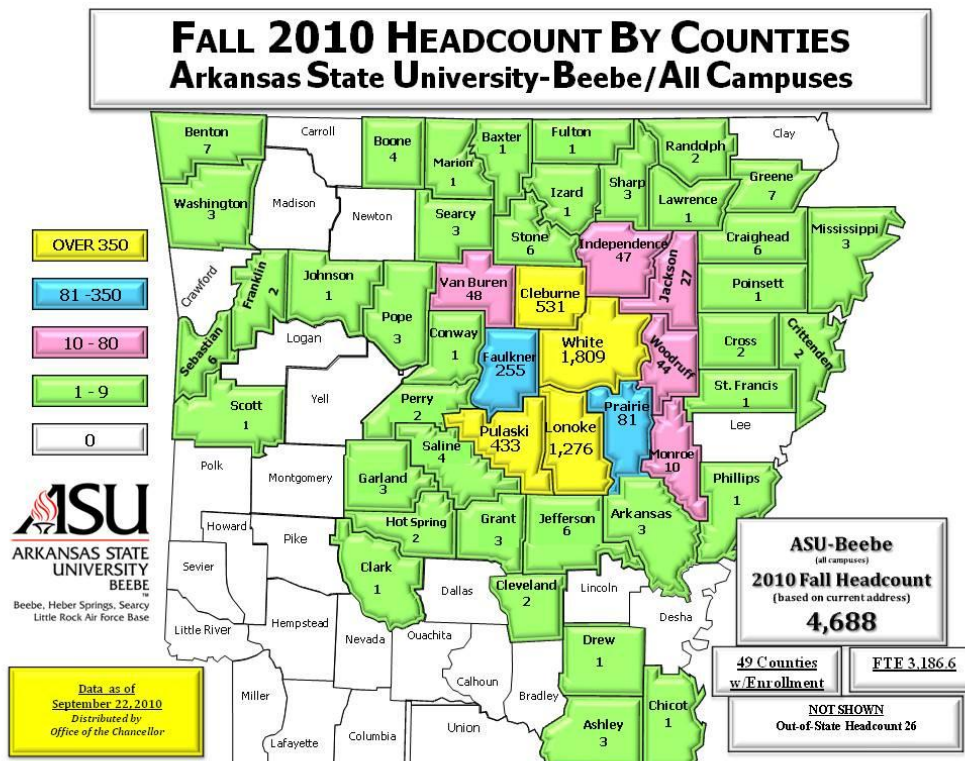 FALL 2010 HEADCOUNT BY COUNTIES
Arkansas State University-Beebe/All Campuses
Benton
7
Carroll
Boone
4
Marion
1
Baxter
1
Fulton
1
Randolph
2
Clay
Washington
3
Madison
Newton
Searcy
3
Stone
6
Izard
1
Sharp
3
Lawrence
1
Greene
7
Craighead
6
Mississippi
3
OVER 350
81 -350
10 - 80
1 - 9
0
Crawford
Franklin
2
Johnson
1
Pope
3
Van Buren
48
Cleburne
531
Independence
47
Jackson
27
Poinsett
1
Sebastian
6
Logan
Conway
1
Faulkner
255
White
1,809
Woodruff
44
Cross
2
Crittenden
2
St. Francis
1
Scott
1
Yell
Perry
2
Pulaski
433
Lonoke
1,276
Prairie
81
Monroe
10
Lee
Phillips
1
Polk
Montgomery
Garland
3
Saline
4
Hot Spring
2
Grant
3
Jefferson
6
Arkansas
3
Howard
Pike
Clark
1
Sevier
Dallas
Cleveland
2
Lincoln
Desha
Little River
Hempstead
Nevada
Ouachita
Calhoun
Bradley
Drew
1
Chicot
1
Ashley
3
Miller
Lafayette
Columbia
Union
ASU
ARKANSAS STATE
UNIVERSITY
BEEBE
TM
Beebe, Heber Springs, Searcy
Little Rock Air Force Base
Data as of
September 22, 2010
Distributed by
Office of the Chancellor
ASU-Beebe
(all campuses)
2010 Fall Headcount
(based on current address)
4,688
49 Counties
w/Enrollment
FTE 3,186.6
NOT SHOWN
Out-of-State Headcount 26